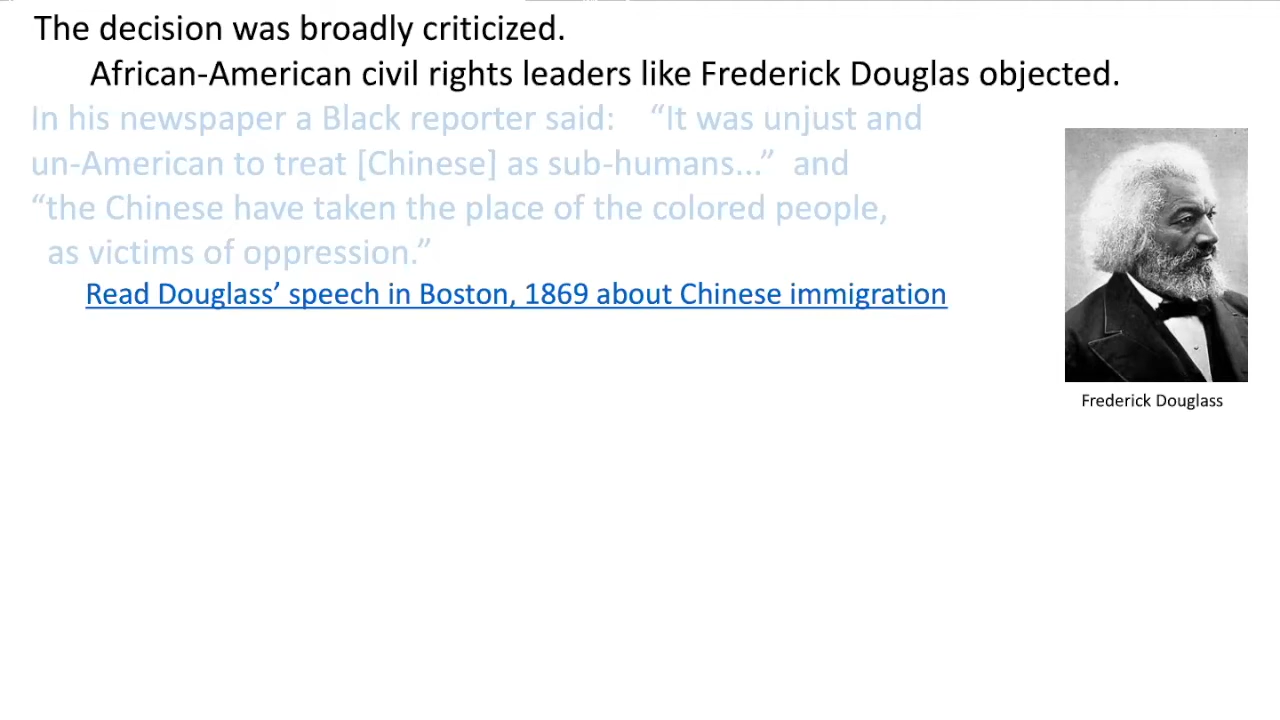 The decision was broadly criticized.
African-American civil rights leaders like Frederick Douglas objected.
In his newspaper a Black reporter said: “It was unjust and
un-American to treat [Chinese] as sub-humans...” and
“the Chinese have taken the place of the colored people,
as victims of oppression.”
Read Douglass’ speech in Boston, 1869 about Chinese immigration
Frederick Douglass